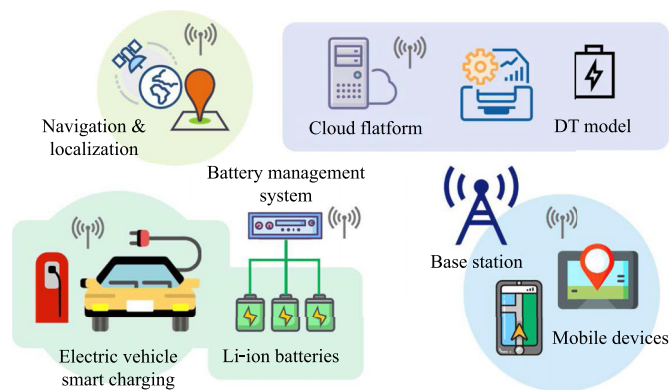 Navigation &
localization
Cloud flatform
DT model
Battery management
system
Base station
Mobile devices
Electric vehicle
smart charging
Li-ion batteries